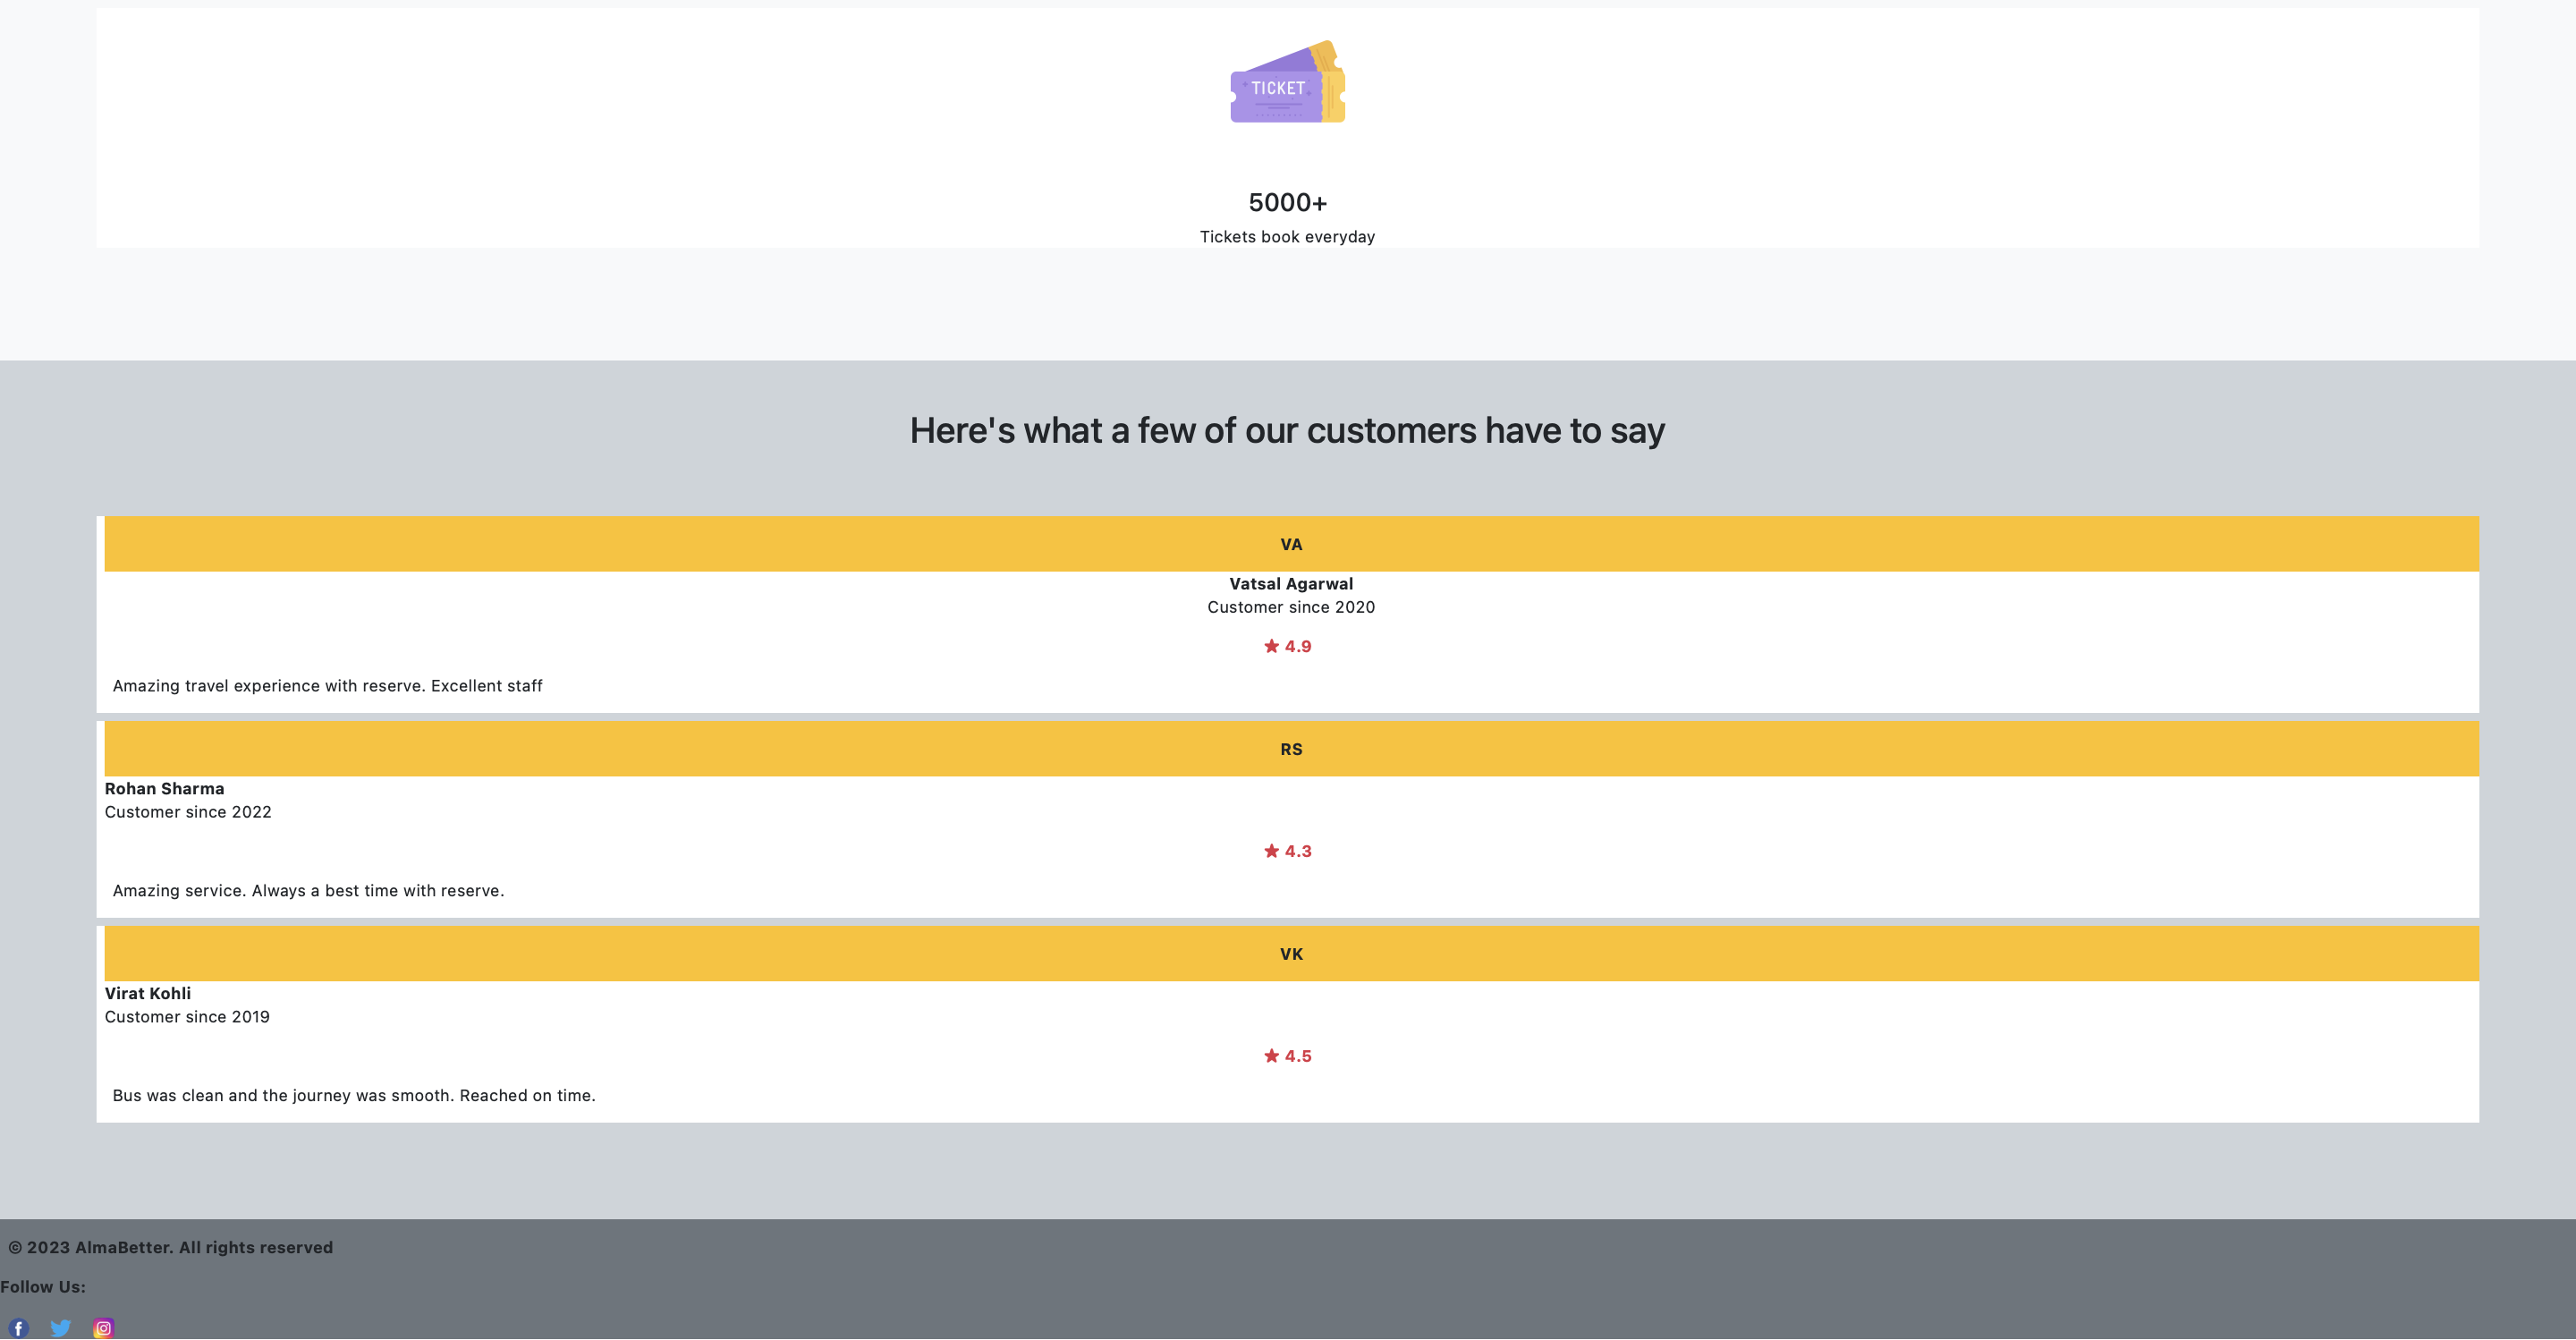 TICKET
5000+
Tickets book everyday
Here's what a few of our customers have to say
VA
Vatsal Agarwal
Customer since 2020
★ 4.9
Amazing travel experience with reserve. Excellent staff
RS
Rohan Sharma
Customer since 2022
★ 4.3
Amazing service. Always a best time with reserve.
VK
Virat Kohli
Customer since 2019
★ 4.5
Bus was clean and the journey was smooth. Reached on time.
© 2023 AlmaBetter. All rights reserved
Follow Us: